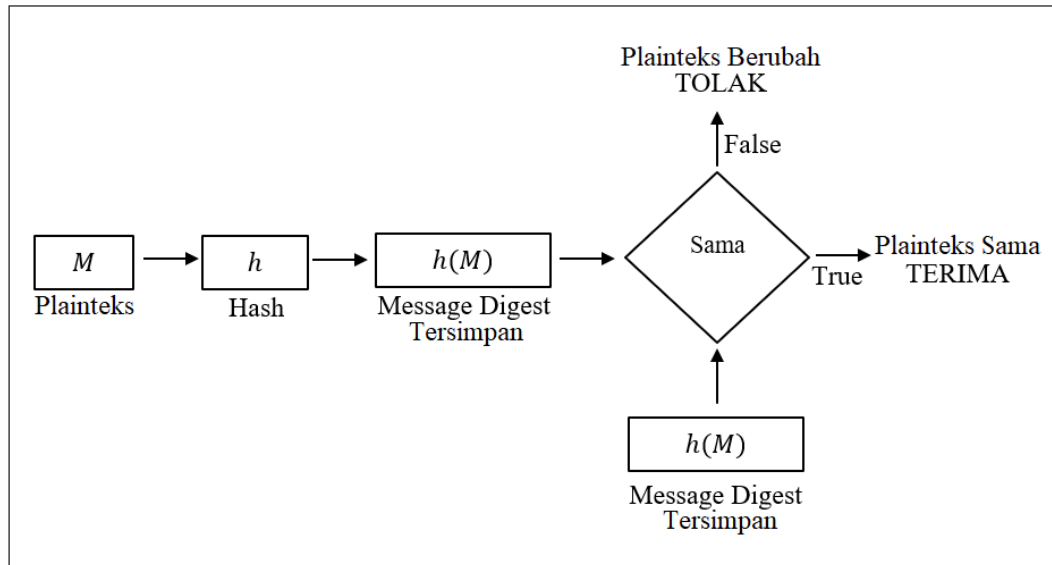 Plainteks Berubah
TOLAK
False
M
h
h(M)
Sama
True
Plainteks Sama
TERIMA
Plainteks
Hash
Message Digest
Tersimpan
h(M)
Message Digest
Tersimpan